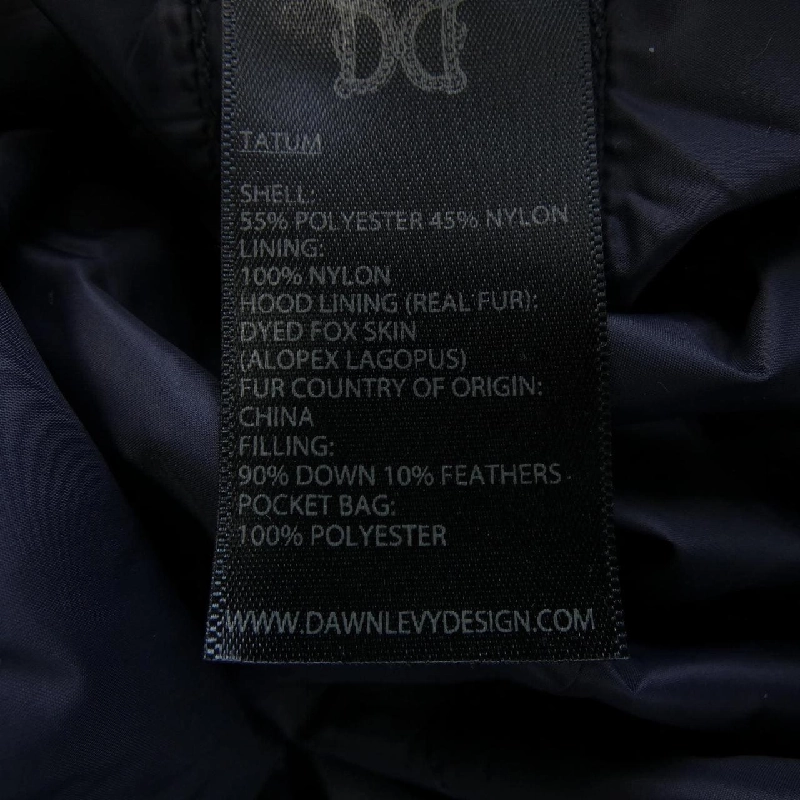 TATUM
SHELL:
55% POLYESTER 45% NYLON
LINING:
100% NYLON
HOOD LINING (REAL FUR):
DYED FOX SKIN
(ALOPEX LAGOPUS)
FUR COUNTRY OF ORIGIN:
CHINA
FILLING:
90% DOWN 10% FEATHERS
POCKET BAG:
100% POLYESTER
WWW.DAWNLEVYDESIGN.COM